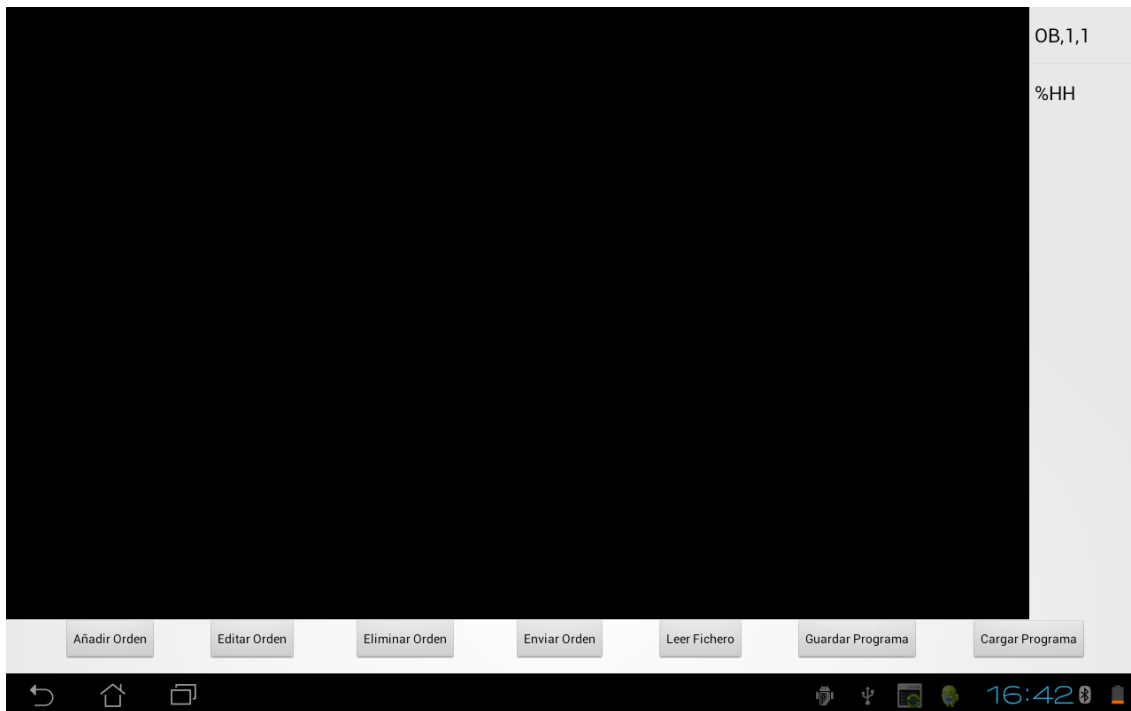 OB,1,1
%HH
Añadir Orden
Editar Orden
Eliminar Orden
Enviar Orden
Leer Fichero
Guardar Programa
Cargar Programa
16:42